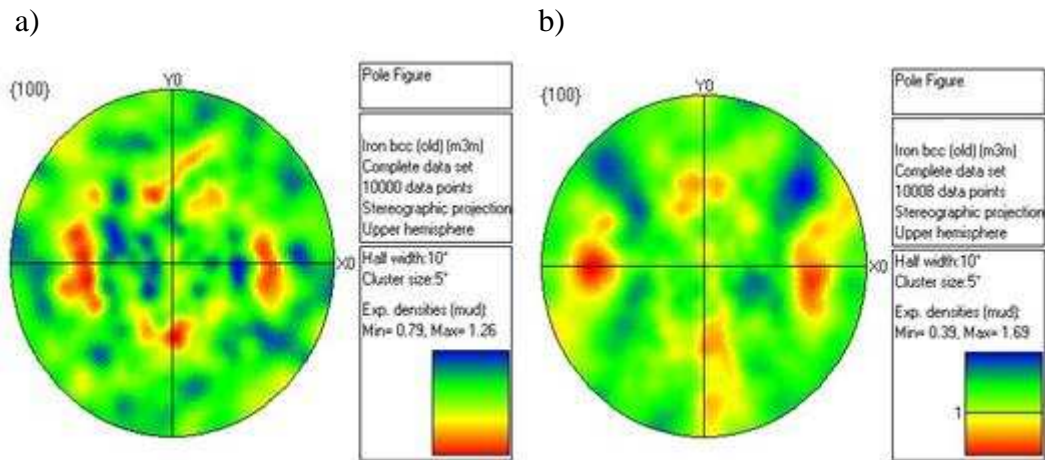 a)
b)
{100}
Y0
X0
Pole Figure
Iron bcc (old) (m3m)
Complete data set
10000 data points
Stereographic projection
Upper hemisphere
Half width:10°
Cluster size:5°
Exp. densities (mud):
Min= 0.79, Max= 1.26
{100}
Y0
X0
Pole Figure
Iron bcc (old) (m3m)
Complete data set
10008 data points
Stereographic projection
Upper hemisphere
Half width:10°
Cluster size:5°
Exp. densities (mud):
Min= 0.39, Max= 1.69
1